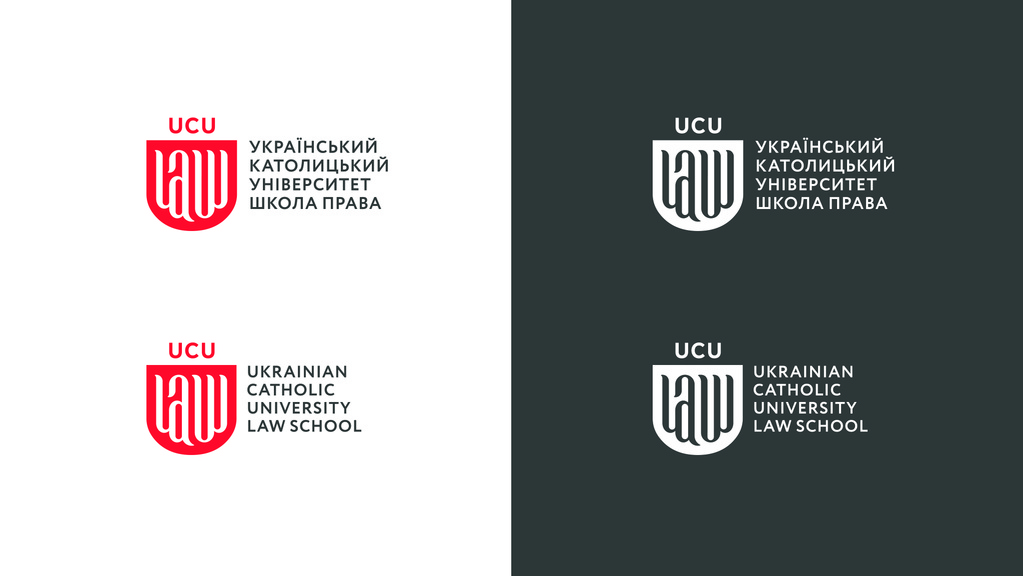 UCU
law
УКРАЇНСЬКИЙ
КАТОЛИЦЬКИЙ
УНІВЕРСИТЕТ
ШКОЛА ПРАВА
UCU
law
УКРАЇНСЬКИЙ
КАТОЛИЦЬКИЙ
УНІВЕРСИТЕТ
ШКОЛА ПРАВА
UCU
law
UKRAINIAN
CATHOLIC
UNIVERSITY
LAW SCHOOL
UCU
law
UKRAINIAN
CATHOLIC
UNIVERSITY
LAW SCHOOL